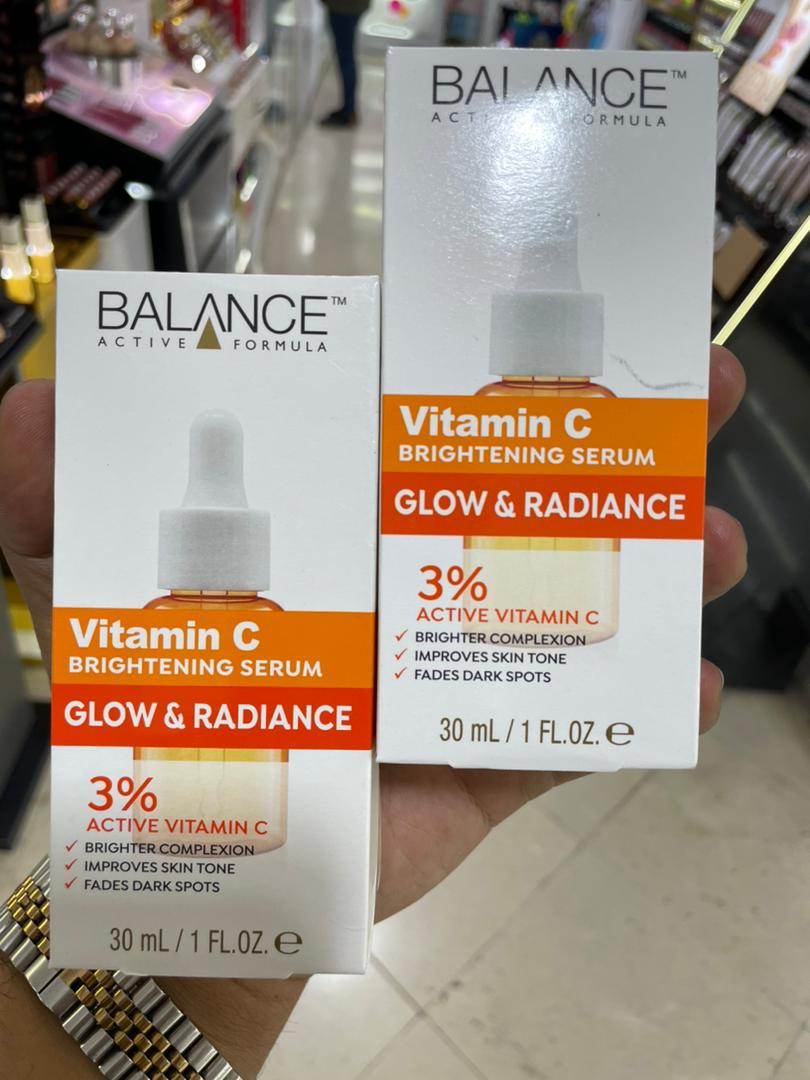 BALANCE™
ACTIVE FORMULA
Vitamin C
BRIGHTENING SERUM
GLOW & RADIANCE
3%
ACTIVE VITAMIN C
✓ BRIGHTER COMPLEXION
✓ IMPROVES SKIN TONE
✓ FADES DARK SPOTS
30 mL / 1 FL.OZ. ℮
BALANCE™
ACTIVE FORMULA
Vitamin C
BRIGHTENING SERUM
GLOW & RADIANCE
3%
ACTIVE VITAMIN C
✓ BRIGHTER COMPLEXION
✓ IMPROVES SKIN TONE
✓ FADES DARK SPOTS
30 mL / 1 FL.OZ. ℮